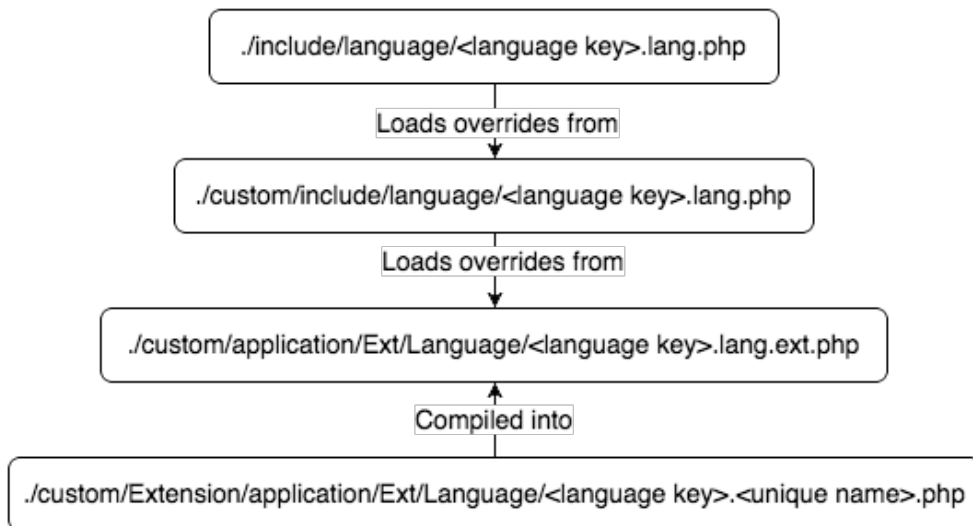 ./include/language/<language key>.lang.php
Loads overrides from
./custom/include/language/<language key>.lang.php
Loads overrides from
./custom/application/Ext/Language/<language key>.lang.ext.php
Compiled into
./custom/Extension/application/Ext/Language/<language key>.<unique name>.php